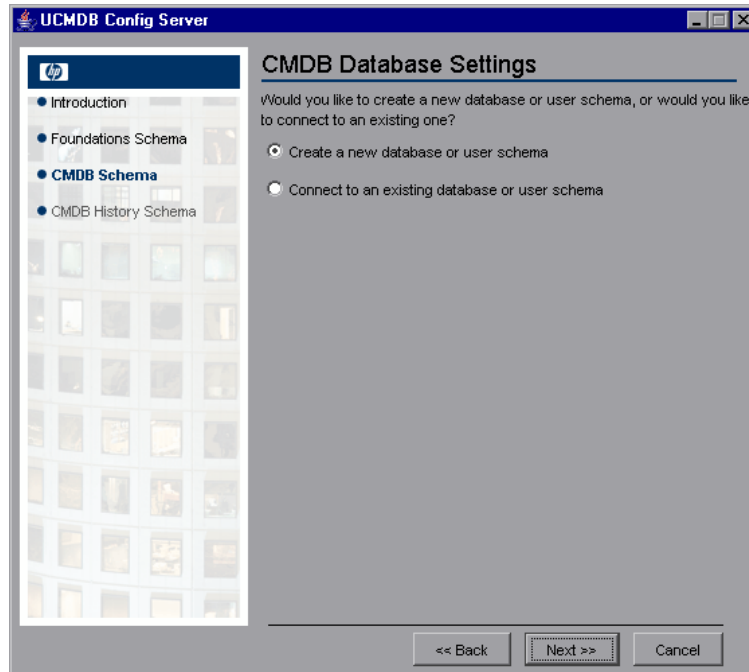 UCMDB Config Server
hp
Introduction
Foundations Schema
CMDB Schema
CMDB History Schema
CMDB Database Settings
Would you like to create a new database or user schema, or would you like
to connect to an existing one?
Create a new database or user schema
Connect to an existing database or user schema
<< Back
Next >>
Cancel